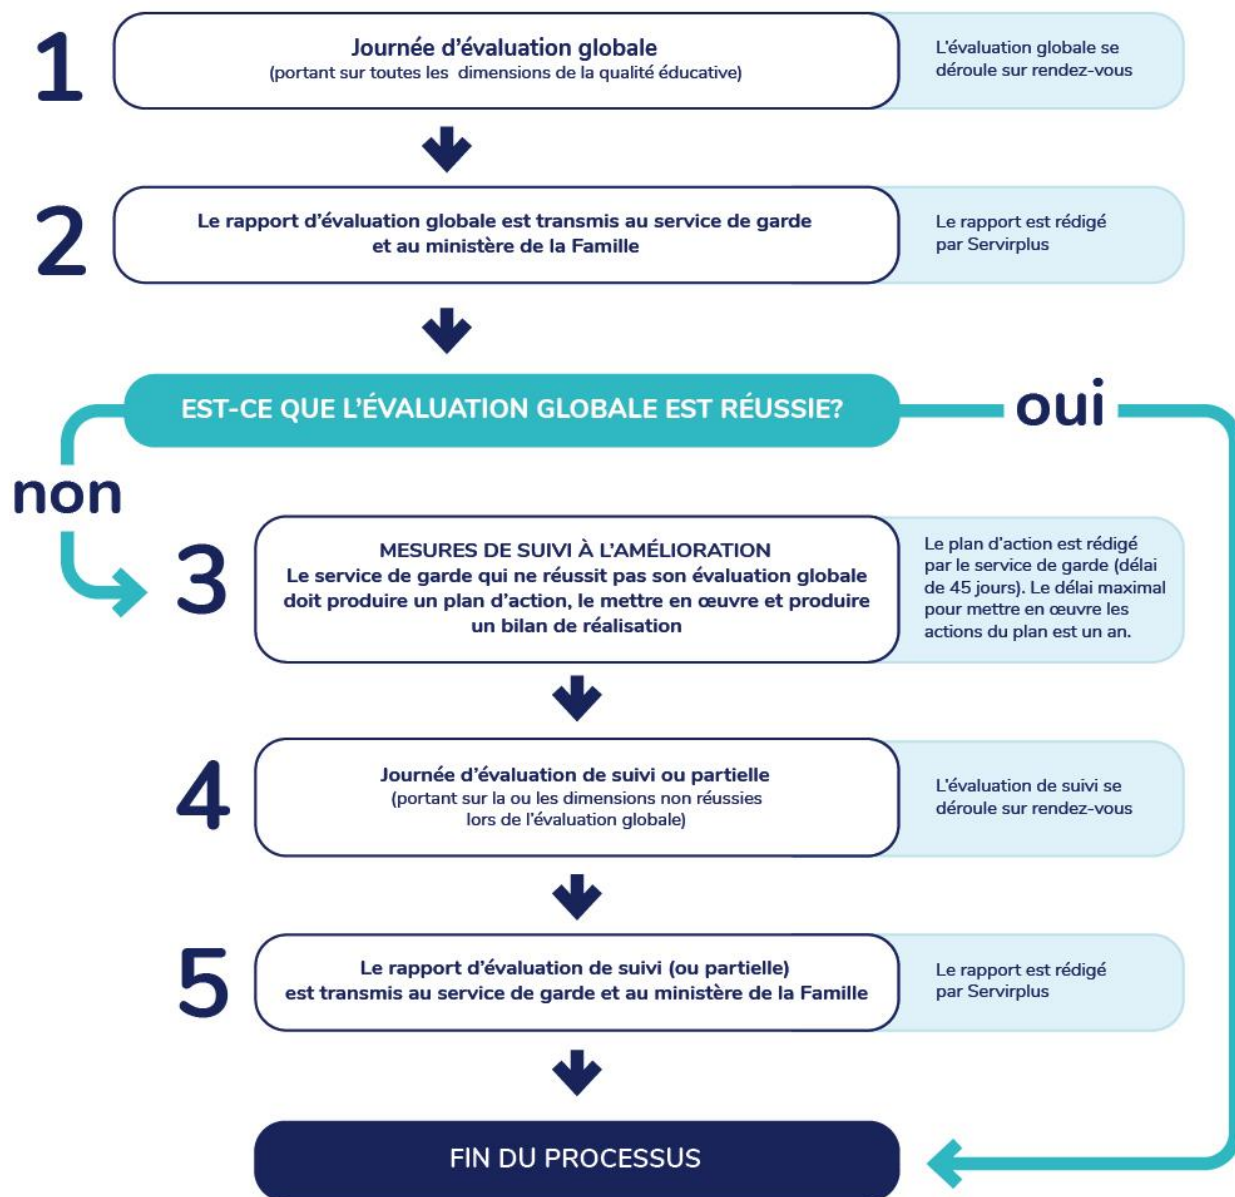 1
Journée d'évaluation globale
(portant sur toutes les dimensions de la qualité éducative)
L'évaluation globale se
déroule sur rendez-vous
2
Le rapport d'évaluation globale est transmis au service de garde
et au ministère de la Famille
Le rapport est rédigé
par Servirplus
EST-CE QUE L'ÉVALUATION GLOBALE EST RÉUSSIE?
oui
non
3
MESURES DE SUIVI À L'AMÉLIORATION
Le service de garde qui ne réussit pas son évaluation globale
doit produire un plan d'action, le mettre en œuvre et produire
un bilan de réalisation
Le plan d'action est rédigé
par le service de garde (délai
de 45 jours). Le délai maximal
pour mettre en œuvre les
actions du plan est un an.
4
Journée d'évaluation de suivi ou partielle
(portant sur la ou les dimensions non réussies
lors de l'évaluation globale)
L'évaluation de suivi se
déroule sur rendez-vous
5
Le rapport d'évaluation de suivi (ou partielle)
est transmis au service de garde et au ministère de la Famille
Le rapport est rédigé
par Servirplus
FIN DU PROCESSUS